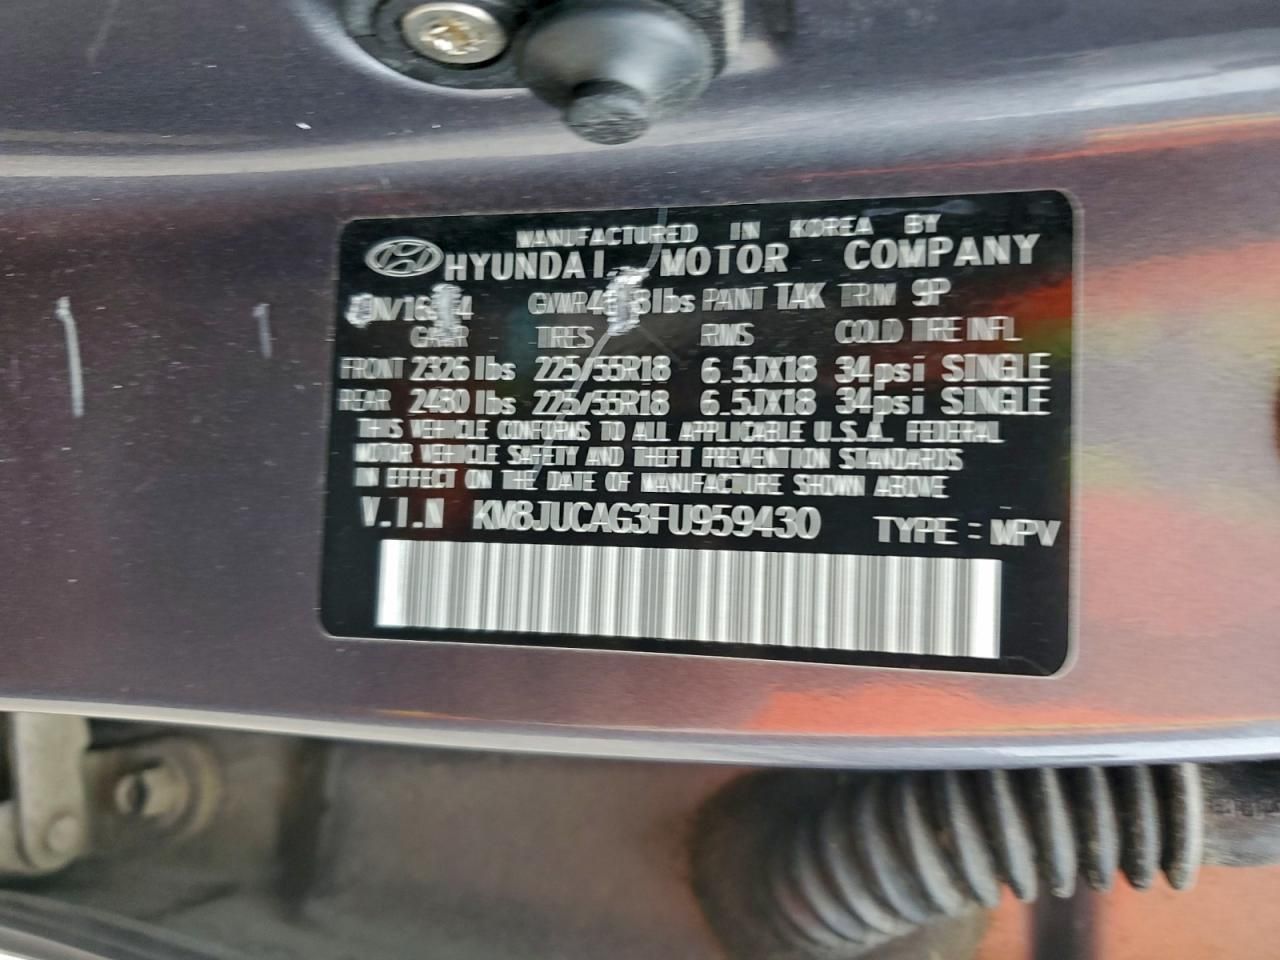 MANUFACTURED IN KOREA BY
HYUNDAI MOTOR COMPANY
PAINT TAK TRIM 9P
GAWR TIRES RIMS COLD TIRE INFL
FRONT 2326 lbs 225/55R18 6.5JX18 34psi SINGLE
REAR 2480 lbs 225/55R18 6.5JX18 34psi SINGLE
THIS VEHICLE CONFORMS TO ALL APPLICABLE U.S.A. FEDERAL
MOTOR VEHICLE SAFETY AND THEFT PREVENTION STANDARDS
IN EFFECT ON THE DATE OF MANUFACTURE SHOWN ABOVE
V.I.N KM8JUCAG3FU959430 TYPE : MPV